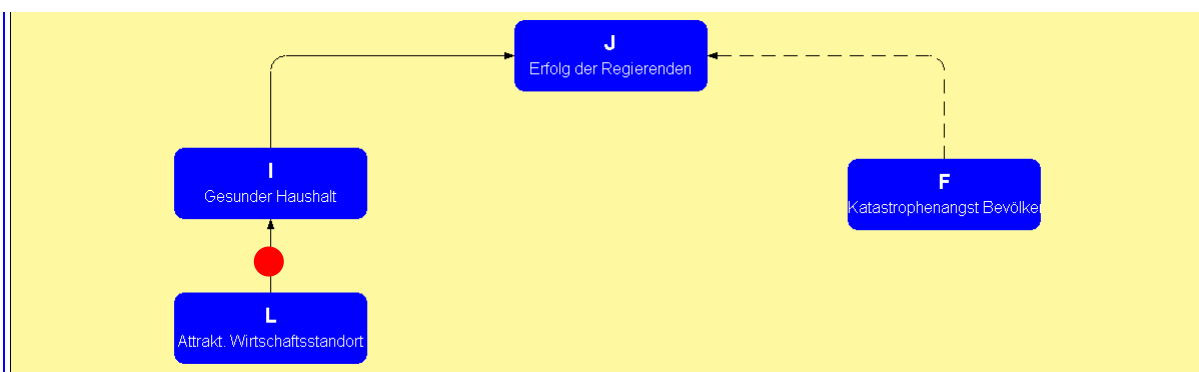 J
Erfolg der Regierenden
I
Gesunder Haushalt
F
Katastrophenangst Bevölker
L
Attrakt. Wirtschaftsstandort